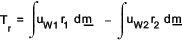 T_r = ∫u_W1 r_1 dm − ∫u_W2 r_2 dm